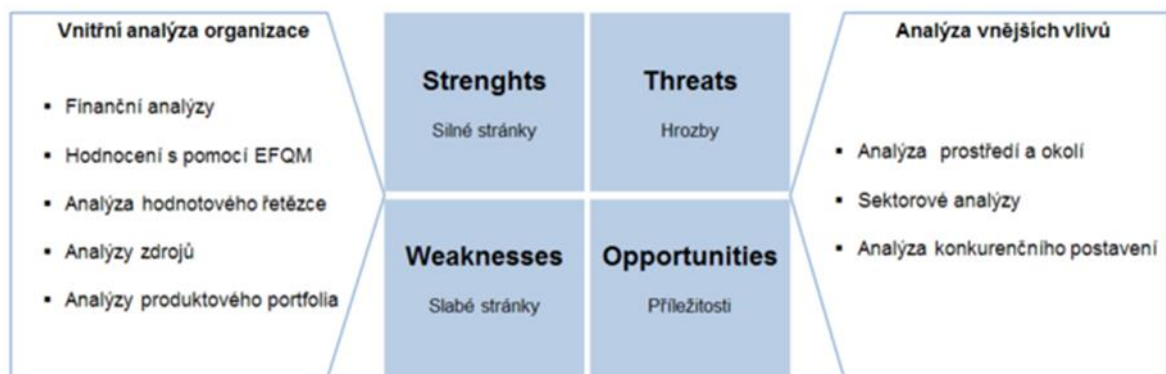 Vnitřní analýza organizace
▪ Finanční analýzy
▪ Hodnocení s pomocí EFQM
▪ Analýza hodnotového řetězce
▪ Analýzy zdrojů
▪ Analýzy produktového portfolia
Strenghts
Silné stránky
Threats
Hrozby
Weaknesses
Slabé stránky
Opportunities
Příležitosti
Analýza vnějších vlivů
▪ Analýza prostředí a okolí
▪ Sektorové analýzy
▪ Analýza konkurenčního postavení